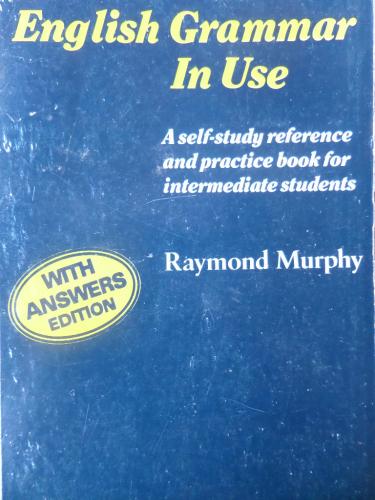 English Grammar
In Use
A self-study reference
and practice book for
intermediate students
Raymond Murphy
WITH
ANSWERS
EDITION